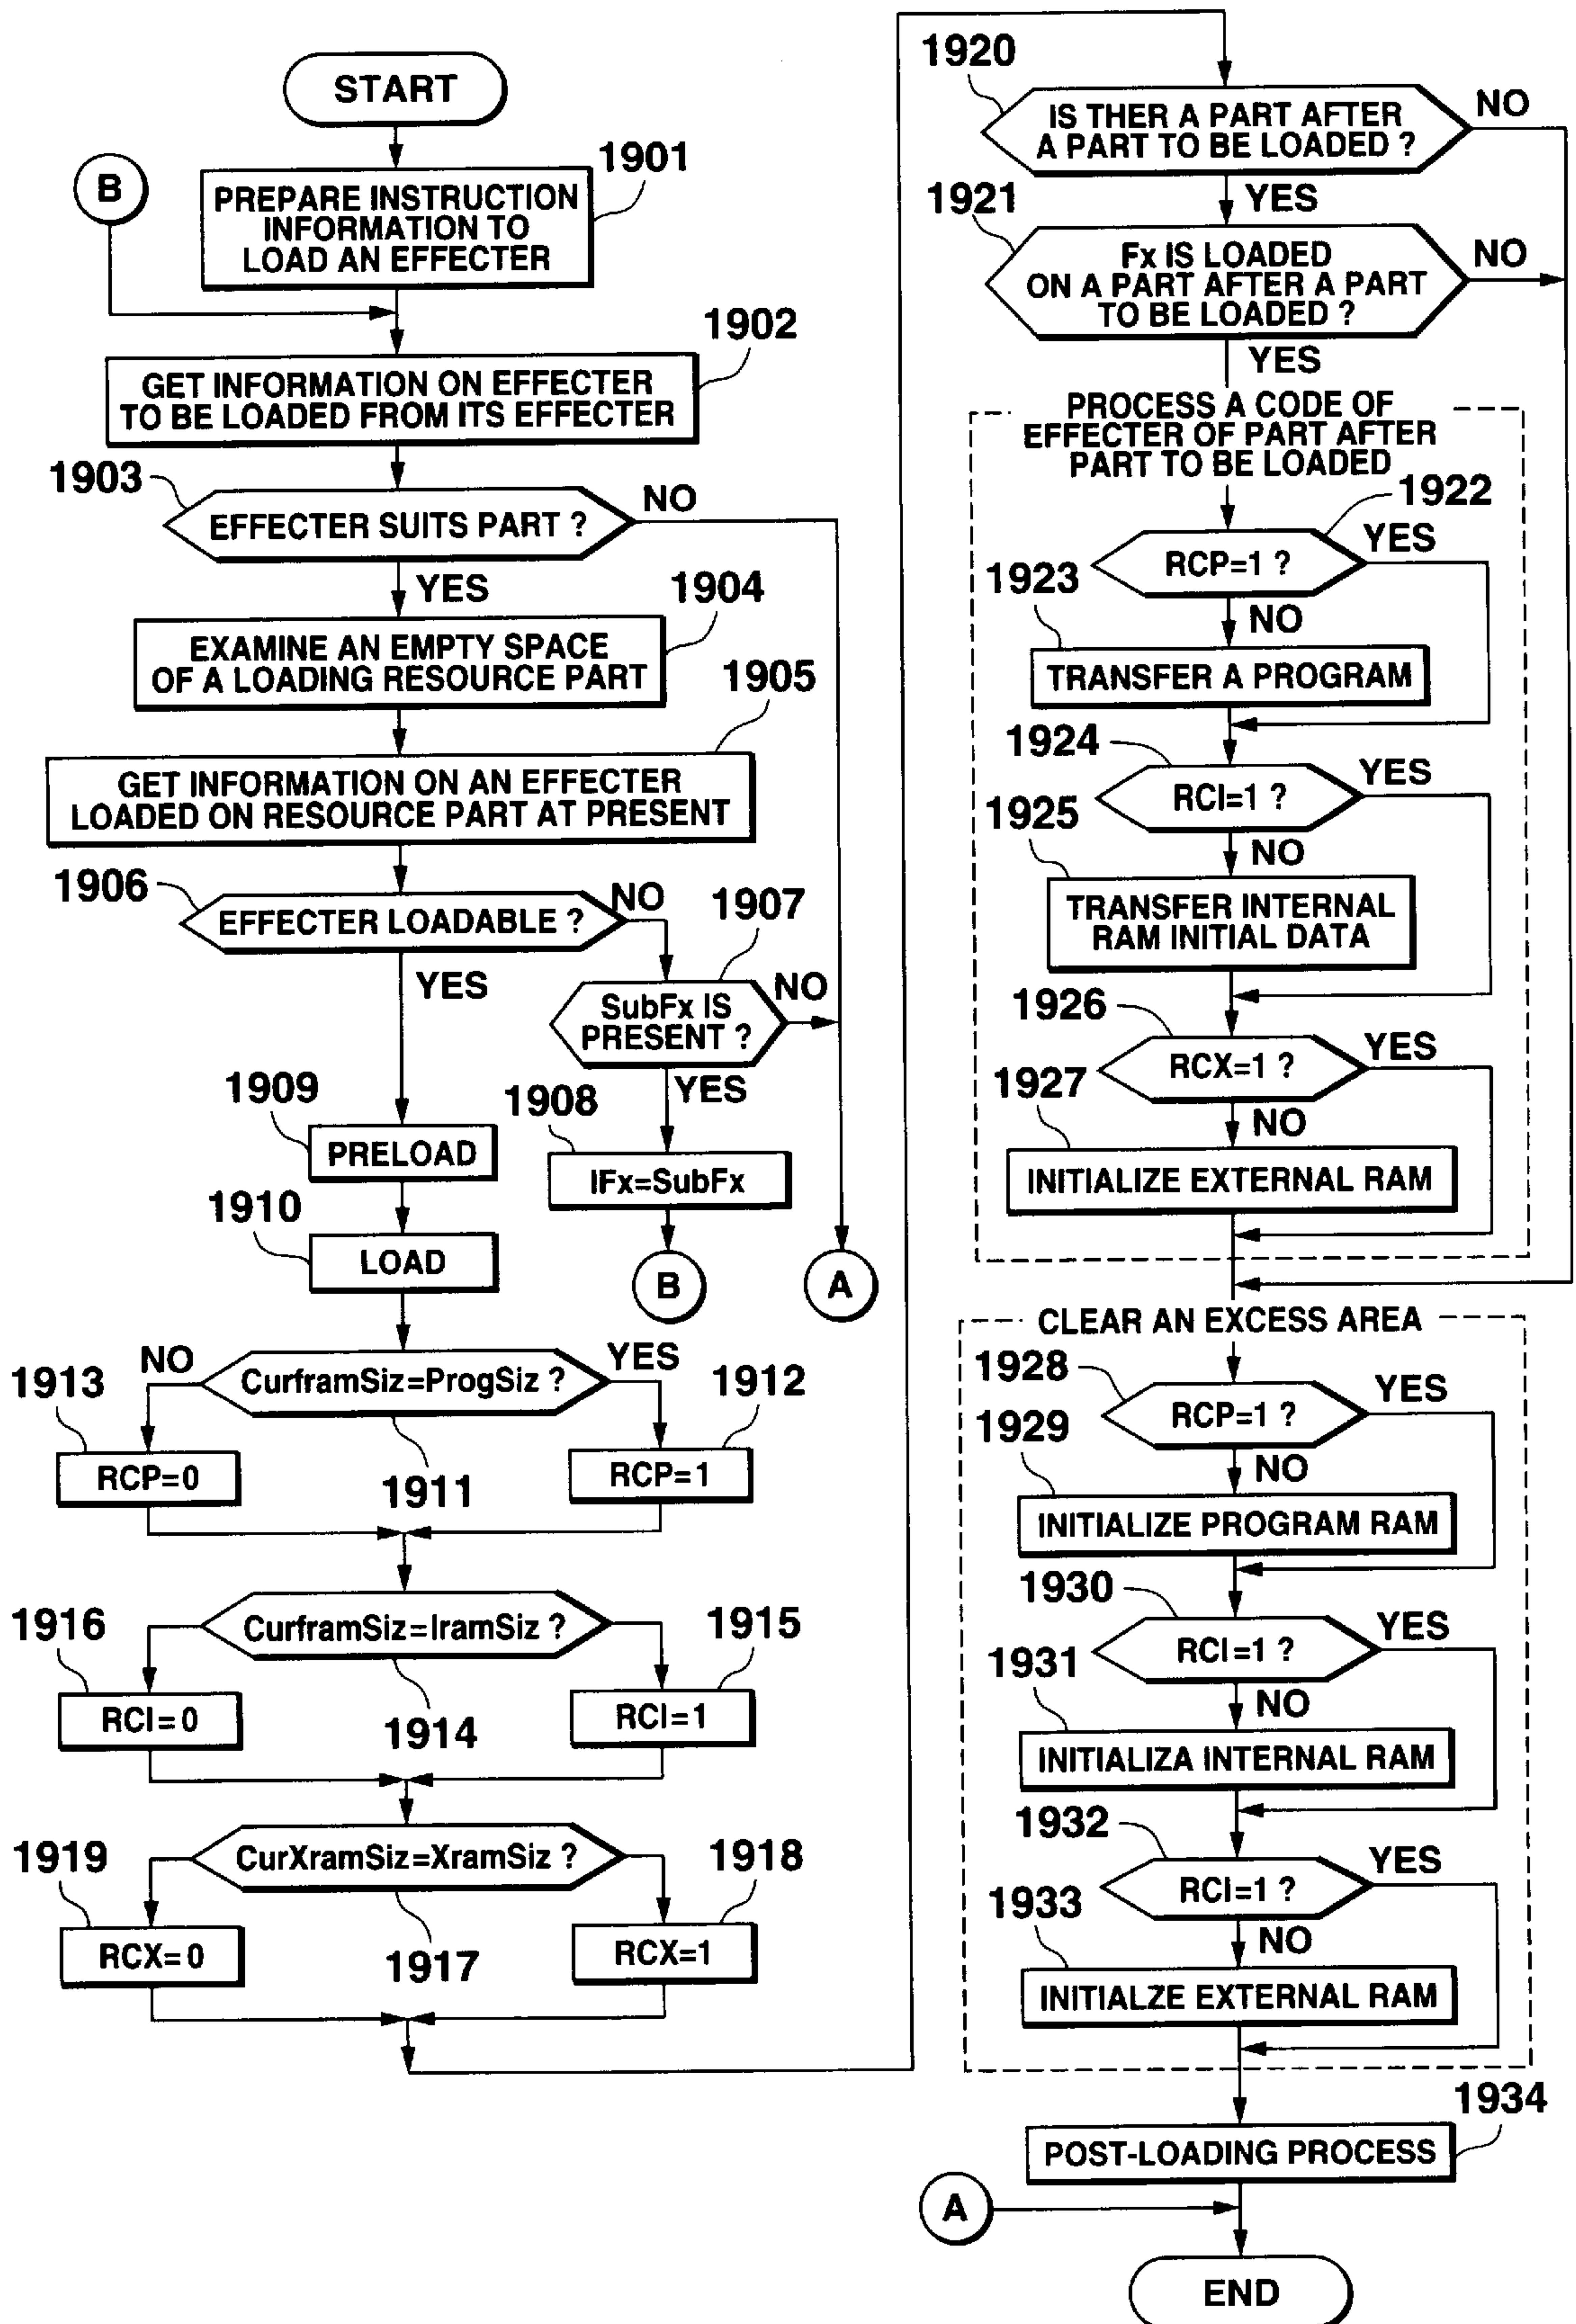 START
B
1901
PREPARE INSTRUCTION
INFORMATION TO
LOAD AN EFFECTER
1902
GET INFORMATION ON EFFECTER
TO BE LOADED FROM ITS EFFECTER
1903
EFFECTER SUITS PART ?
NO
YES
1904
EXAMINE AN EMPTY SPACE
OF A LOADING RESOURCE PART
1905
GET INFORMATION ON AN EFFECTER
LOADED ON RESOURCE PART AT PRESENT
1906
EFFECTER LOADABLE ?
NO
YES
1907
SubFx IS
PRESENT ?
NO
YES
1908
IFx=SubFx
B
A
1909
PRELOAD
1910
LOAD
NO
CurframSiz=ProgSiz ?
YES
1913
RCP=0
1911
1912
RCP=1
1916
CurframSiz=IramSiz ?
1915
RCI=0
1914
RCI=1
1919
CurXramSiz=XramSiz ?
1918
RCX=0
1917
RCX=1
1920
IS THER A PART AFTER
A PART TO BE LOADED ?
NO
YES
1921
Fx IS LOADED
ON A PART AFTER A PART
TO BE LOADED ?
NO
YES
PROCESS A CODE OF
EFFECTER OF PART AFTER
PART TO BE LOADED
1922
RCP=1 ?
YES
NO
1923
TRANSFER A PROGRAM
1924
RCI=1 ?
YES
NO
1925
TRANSFER INTERNAL
RAM INITIAL DATA
1926
RCX=1 ?
YES
NO
1927
INITIALIZE EXTERNAL RAM
CLEAR AN EXCESS AREA
1928
RCP=1 ?
YES
NO
1929
INITIALIZE PROGRAM RAM
1930
RCI=1 ?
YES
NO
1931
INITIALIZA INTERNAL RAM
1932
RCI=1 ?
YES
NO
1933
INITIALZE EXTERNAL RAM
1934
POST-LOADING PROCESS
A
END